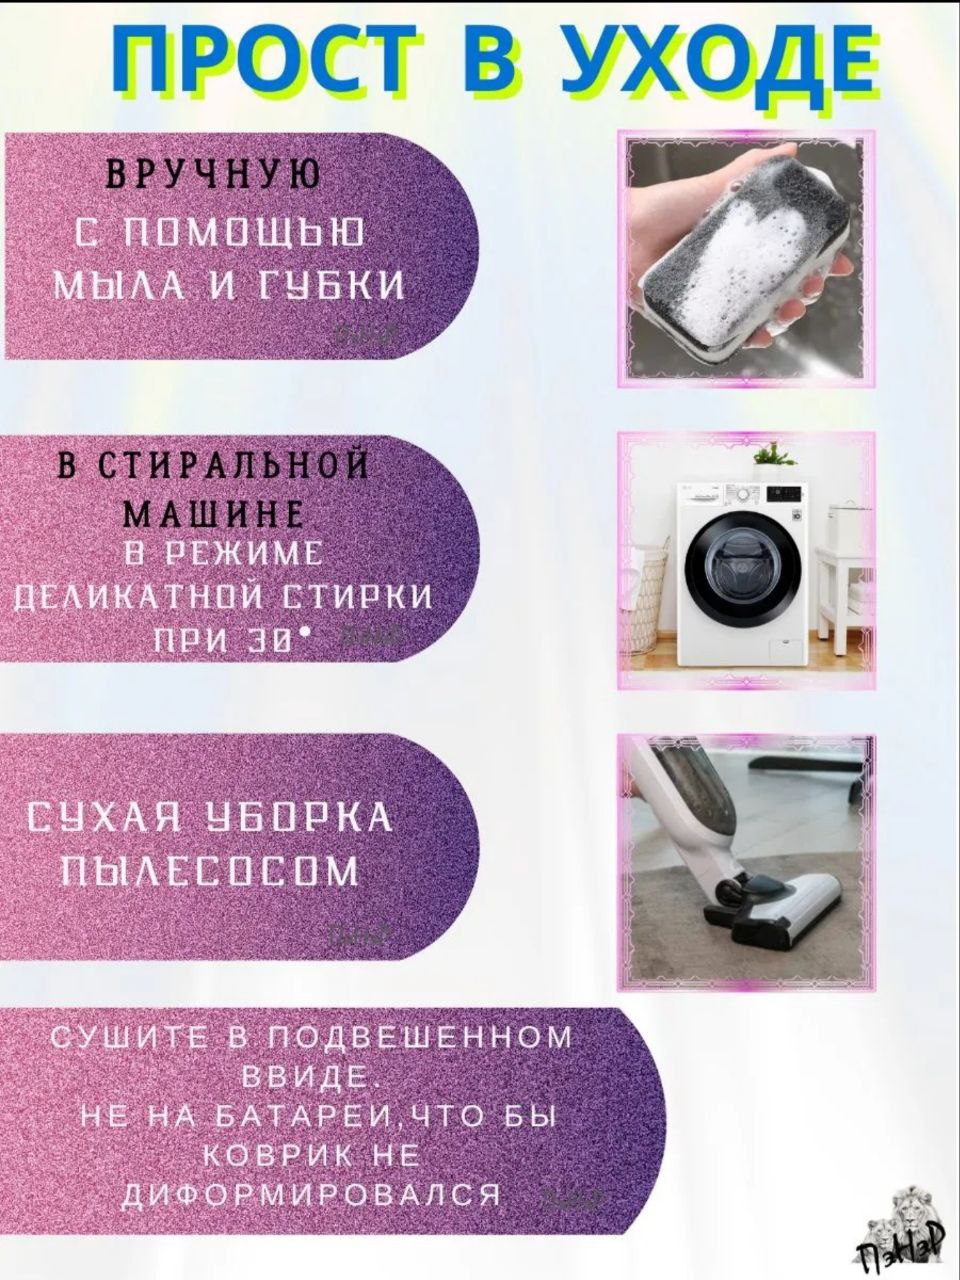 ПРОСТ В УХОДЕ
ВРУЧНУЮ
С ПОМОЩЬЮ
МЫЛА И ГУБКИ
В СТИРАЛЬНОЙ
МАШИНЕ
В РЕЖИМЕ
ДЕЛИКАТНОЙ СТИРКИ
ПРИ 30°
СУХАЯ УБОРКА
ПЫЛЕСОСОМ
СУШИТЕ В ПОДВЕШЕННОМ
ВВИДЕ.
НЕ НА БАТАРЕИ,ЧТО БЫ
КОВРИК НЕ
ДИФОРМИРОВАЛСЯ
ПэНэР